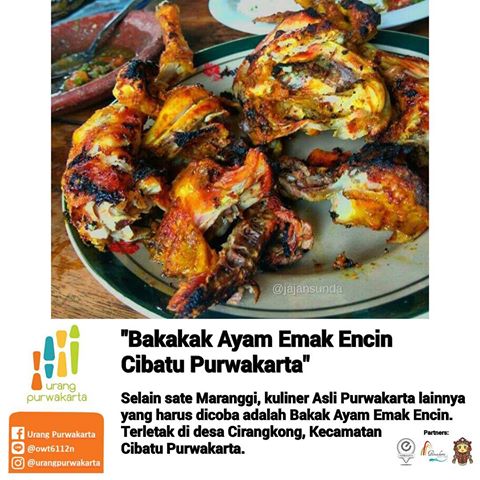 @jajansunda
"Bakakak Ayam Emak Encin
Cibatu Purwakarta"
urang
purwakarta
Selain sate Maranggi, kuliner Asli Purwakarta lainnya
yang harus dicoba adalah Bakak Ayam Emak Encin.
Terletak di desa Cirangkong, Kecamatan
Cibatu Purwakarta.
Partners:
Urang Purwakarta
@owt6112n
@urangpurwakarta